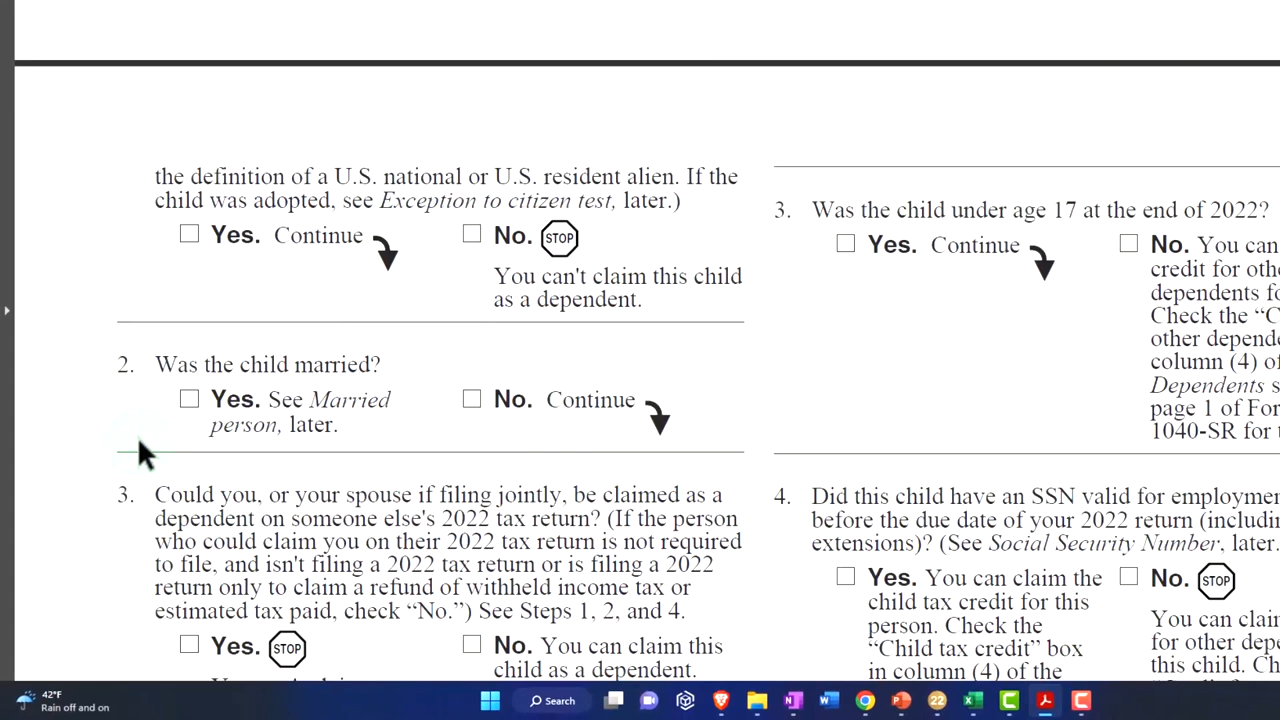 the definition of a U.S. national or U.S. resident alien. If the
child was adopted, see Exception to citizen test, later.)
Yes. Continue
No. STOP
You can't claim this child
as a dependent.
2. Was the child married?
Yes. See Married
person, later.
No. Continue
3. Could you, or your spouse if filing jointly, be claimed as a
dependent on someone else's 2022 tax return? (If the person
who could claim you on their 2022 tax return is not required
to file, and isn't filing a 2022 tax return or is filing a 2022
return only to claim a refund of withheld income tax or
estimated tax paid, check “No.”) See Steps 1, 2, and 4.
Yes. STOP
No. You can claim this
child as a dependent.
3. Was the child under age 17 at the end of 2022?
Yes. Continue
No. You can
credit for oth
dependents fo
Check the “C
other depende
column (4) of
Dependents s
page 1 of For
1040-SR for t
4. Did this child have an SSN valid for employmen
before the due date of your 2022 return (includin
extensions)? (See Social Security Number, later.
Yes. You can claim the
child tax credit for this
person. Check the
“Child tax credit” box
in column (4) of the
No. STOP
You can clain
for other depe
this child. Ch
42°F
Rain off and on
Search
22